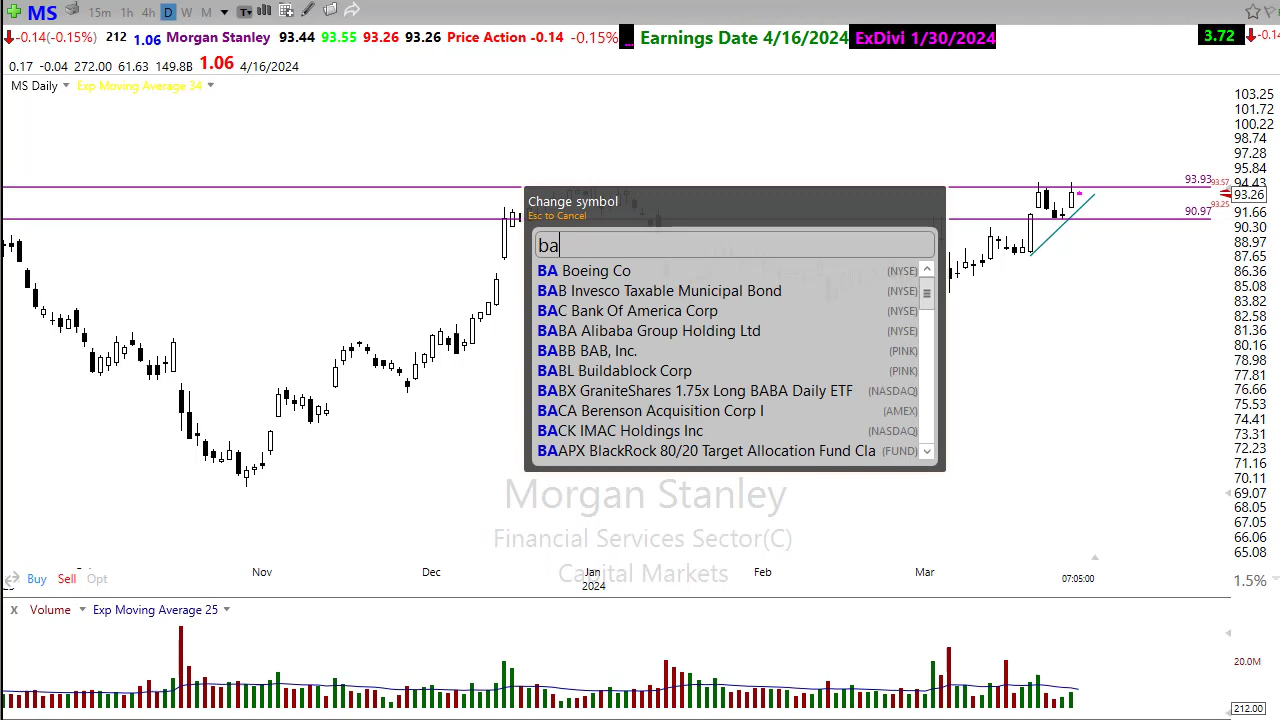 MS 15m 1h 4h D W M T
-0.14(-0.15%) 212 1.06 Morgan Stanley 93.44 93.55 93.26 93.26 Price Action -0.14 -0.15% Earnings Date 4/16/2024 ExDivi 1/30/2024 3.72 -0.14
0.17 -0.04 272.00 61.63 149.8B 1.06 4/16/2024
MS Daily Exp Moving Average 34
103.25
101.72
100.22
98.74
97.28
95.84
94.43
93.93
93.57
93.26
93.25
90.97
91.66
90.30
88.97
87.65
86.36
85.08
83.82
82.58
81.36
80.16
78.98
77.81
76.66
75.53
74.41
73.31
72.23
71.16
70.11
69.07
68.05
67.05
66.06
65.08
Change symbol
Esc to Cancel
ba
BA Boeing Co (NYSE)
BAB Invesco Taxable Municipal Bond (NYSE)
BAC Bank Of America Corp (NYSE)
BABA Alibaba Group Holding Ltd (NYSE)
BABB BAB, Inc. (PINK)
BABL Buildablock Corp (PINK)
BABX GraniteShares 1.75x Long BABA Daily ETF (NASDAQ)
BACA Berenson Acquisition Corp I (AMEX)
BACK IMAC Holdings Inc (NASDAQ)
BAAPX BlackRock 80/20 Target Allocation Fund Cla (FUND)
Morgan Stanley
Financial Services Sector(C)
Capital Markets
Nov Dec Jan Feb Mar
2024
07:05:00
Buy Sell Opt
1.5%
X Volume Exp Moving Average 25
20.0M
212.00